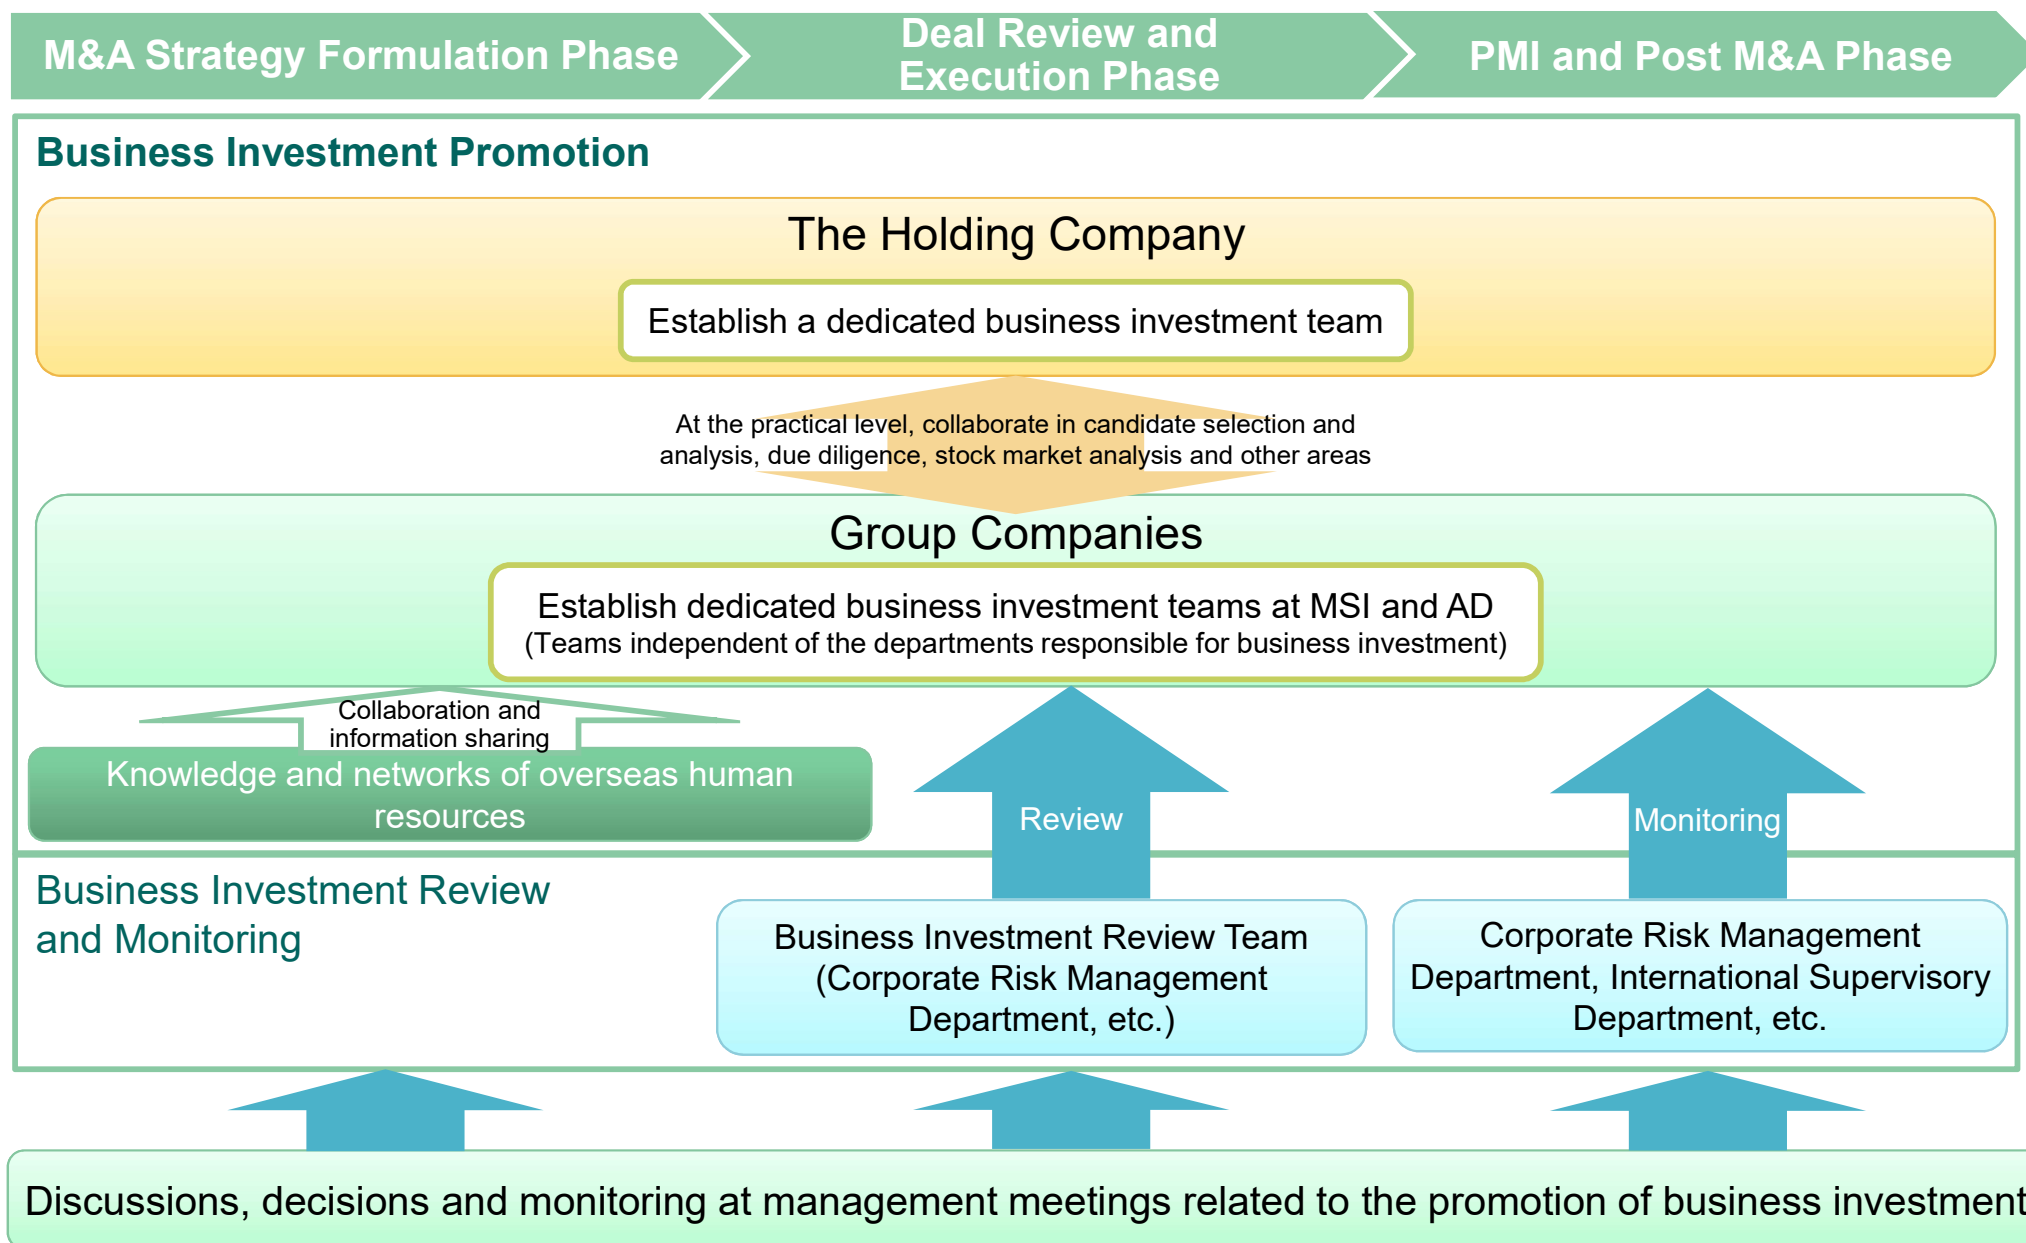 M&A Strategy Formulation Phase
Deal Review and
Execution Phase
PMI and Post M&A Phase
Business Investment Promotion
The Holding Company
Establish a dedicated business investment team
At the practical level, collaborate in candidate selection and
analysis, due diligence, stock market analysis and other areas
Group Companies
Establish dedicated business investment teams at MSI and AD
(Teams independent of the departments responsible for business investment)
Collaboration and
information sharing
Knowledge and networks of overseas human
resources
Review
Monitoring
Business Investment Review
and Monitoring
Business Investment Review Team
(Corporate Risk Management
Department, etc.)
Corporate Risk Management
Department, International Supervisory
Department, etc.
Discussions, decisions and monitoring at management meetings related to the promotion of business investment